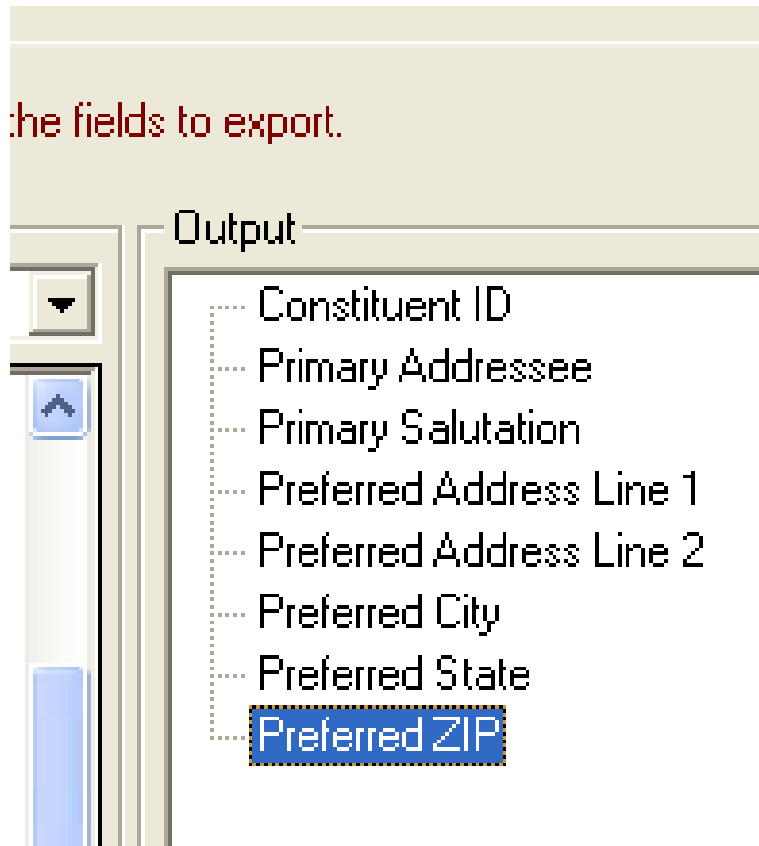 the fields to export.
Output
Constituent ID
Primary Addressee
Primary Salutation
Preferred Address Line 1
Preferred Address Line 2
Preferred City
Preferred State
Preferred ZIP